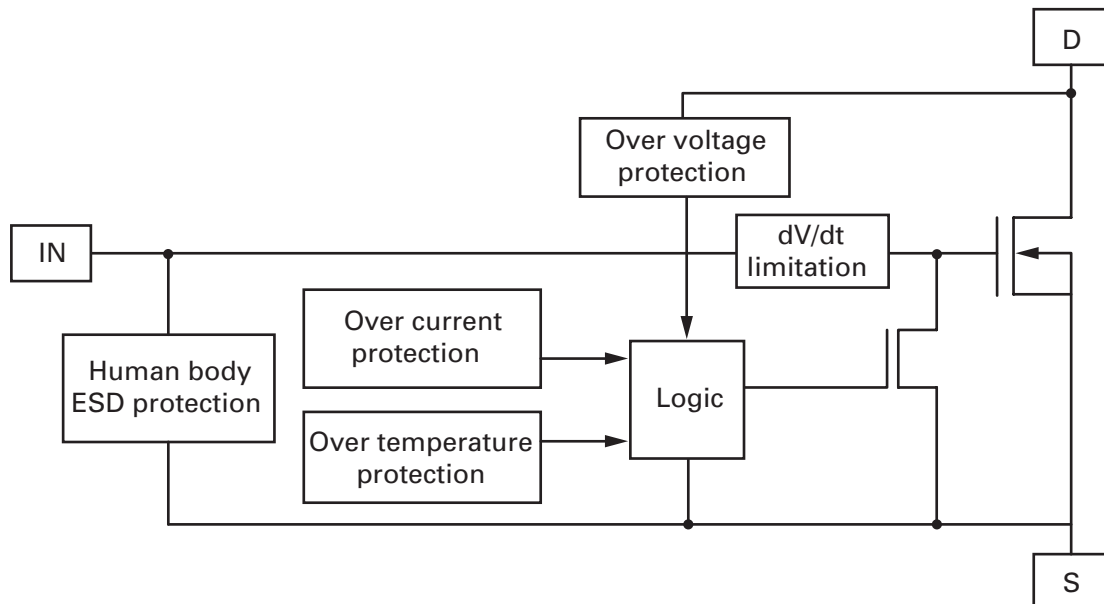 D
Over voltage
protection
IN
dV/dt
limitation
Over current
protection
Human body
ESD protection
Logic
Over temperature
protection
S